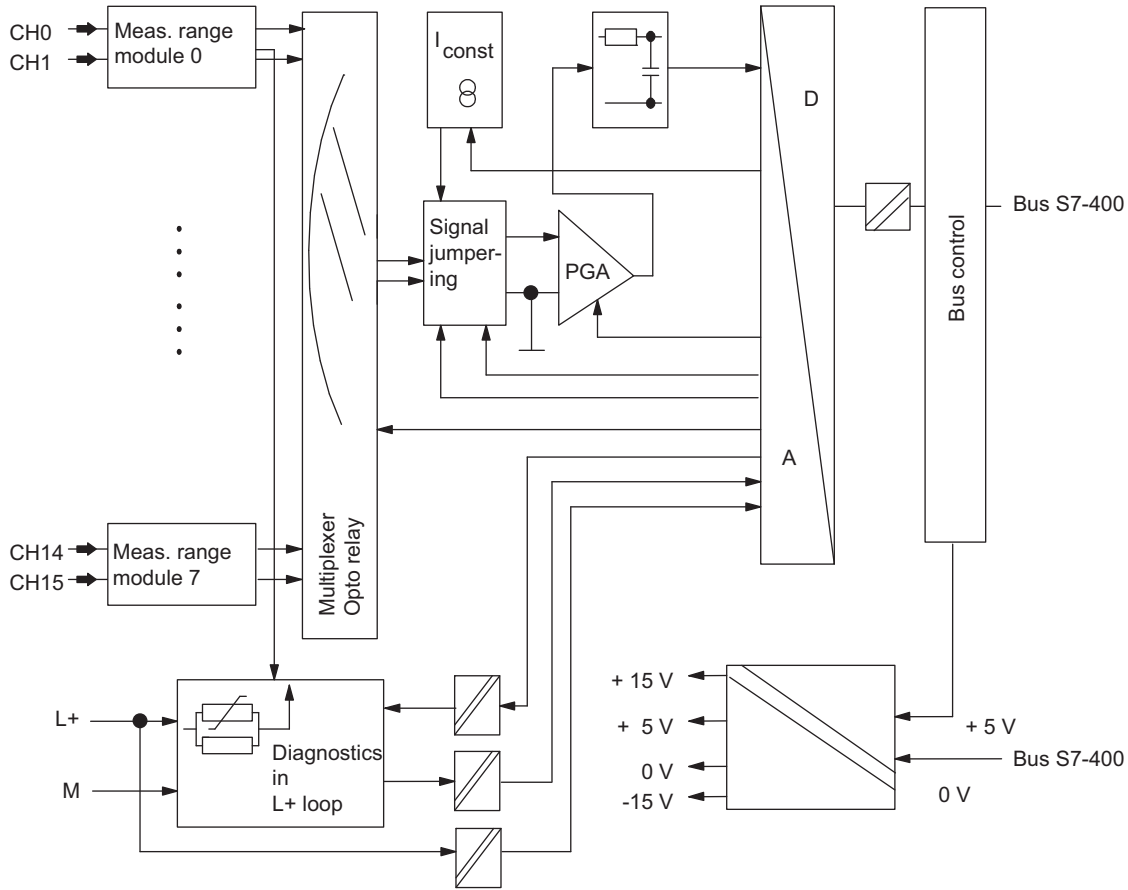 CH0
CH1
Meas. range
module 0
I const
D
Bus S7-400
Signal
jumper-
ing
PGA
Bus control
A
CH14
CH15
Meas. range
module 7
Multiplexer
Opto relay
+ 15 V
+ 5 V
0 V
-15 V
+ 5 V
Bus S7-400
0 V
L+
M
Diagnostics
in
L+ loop